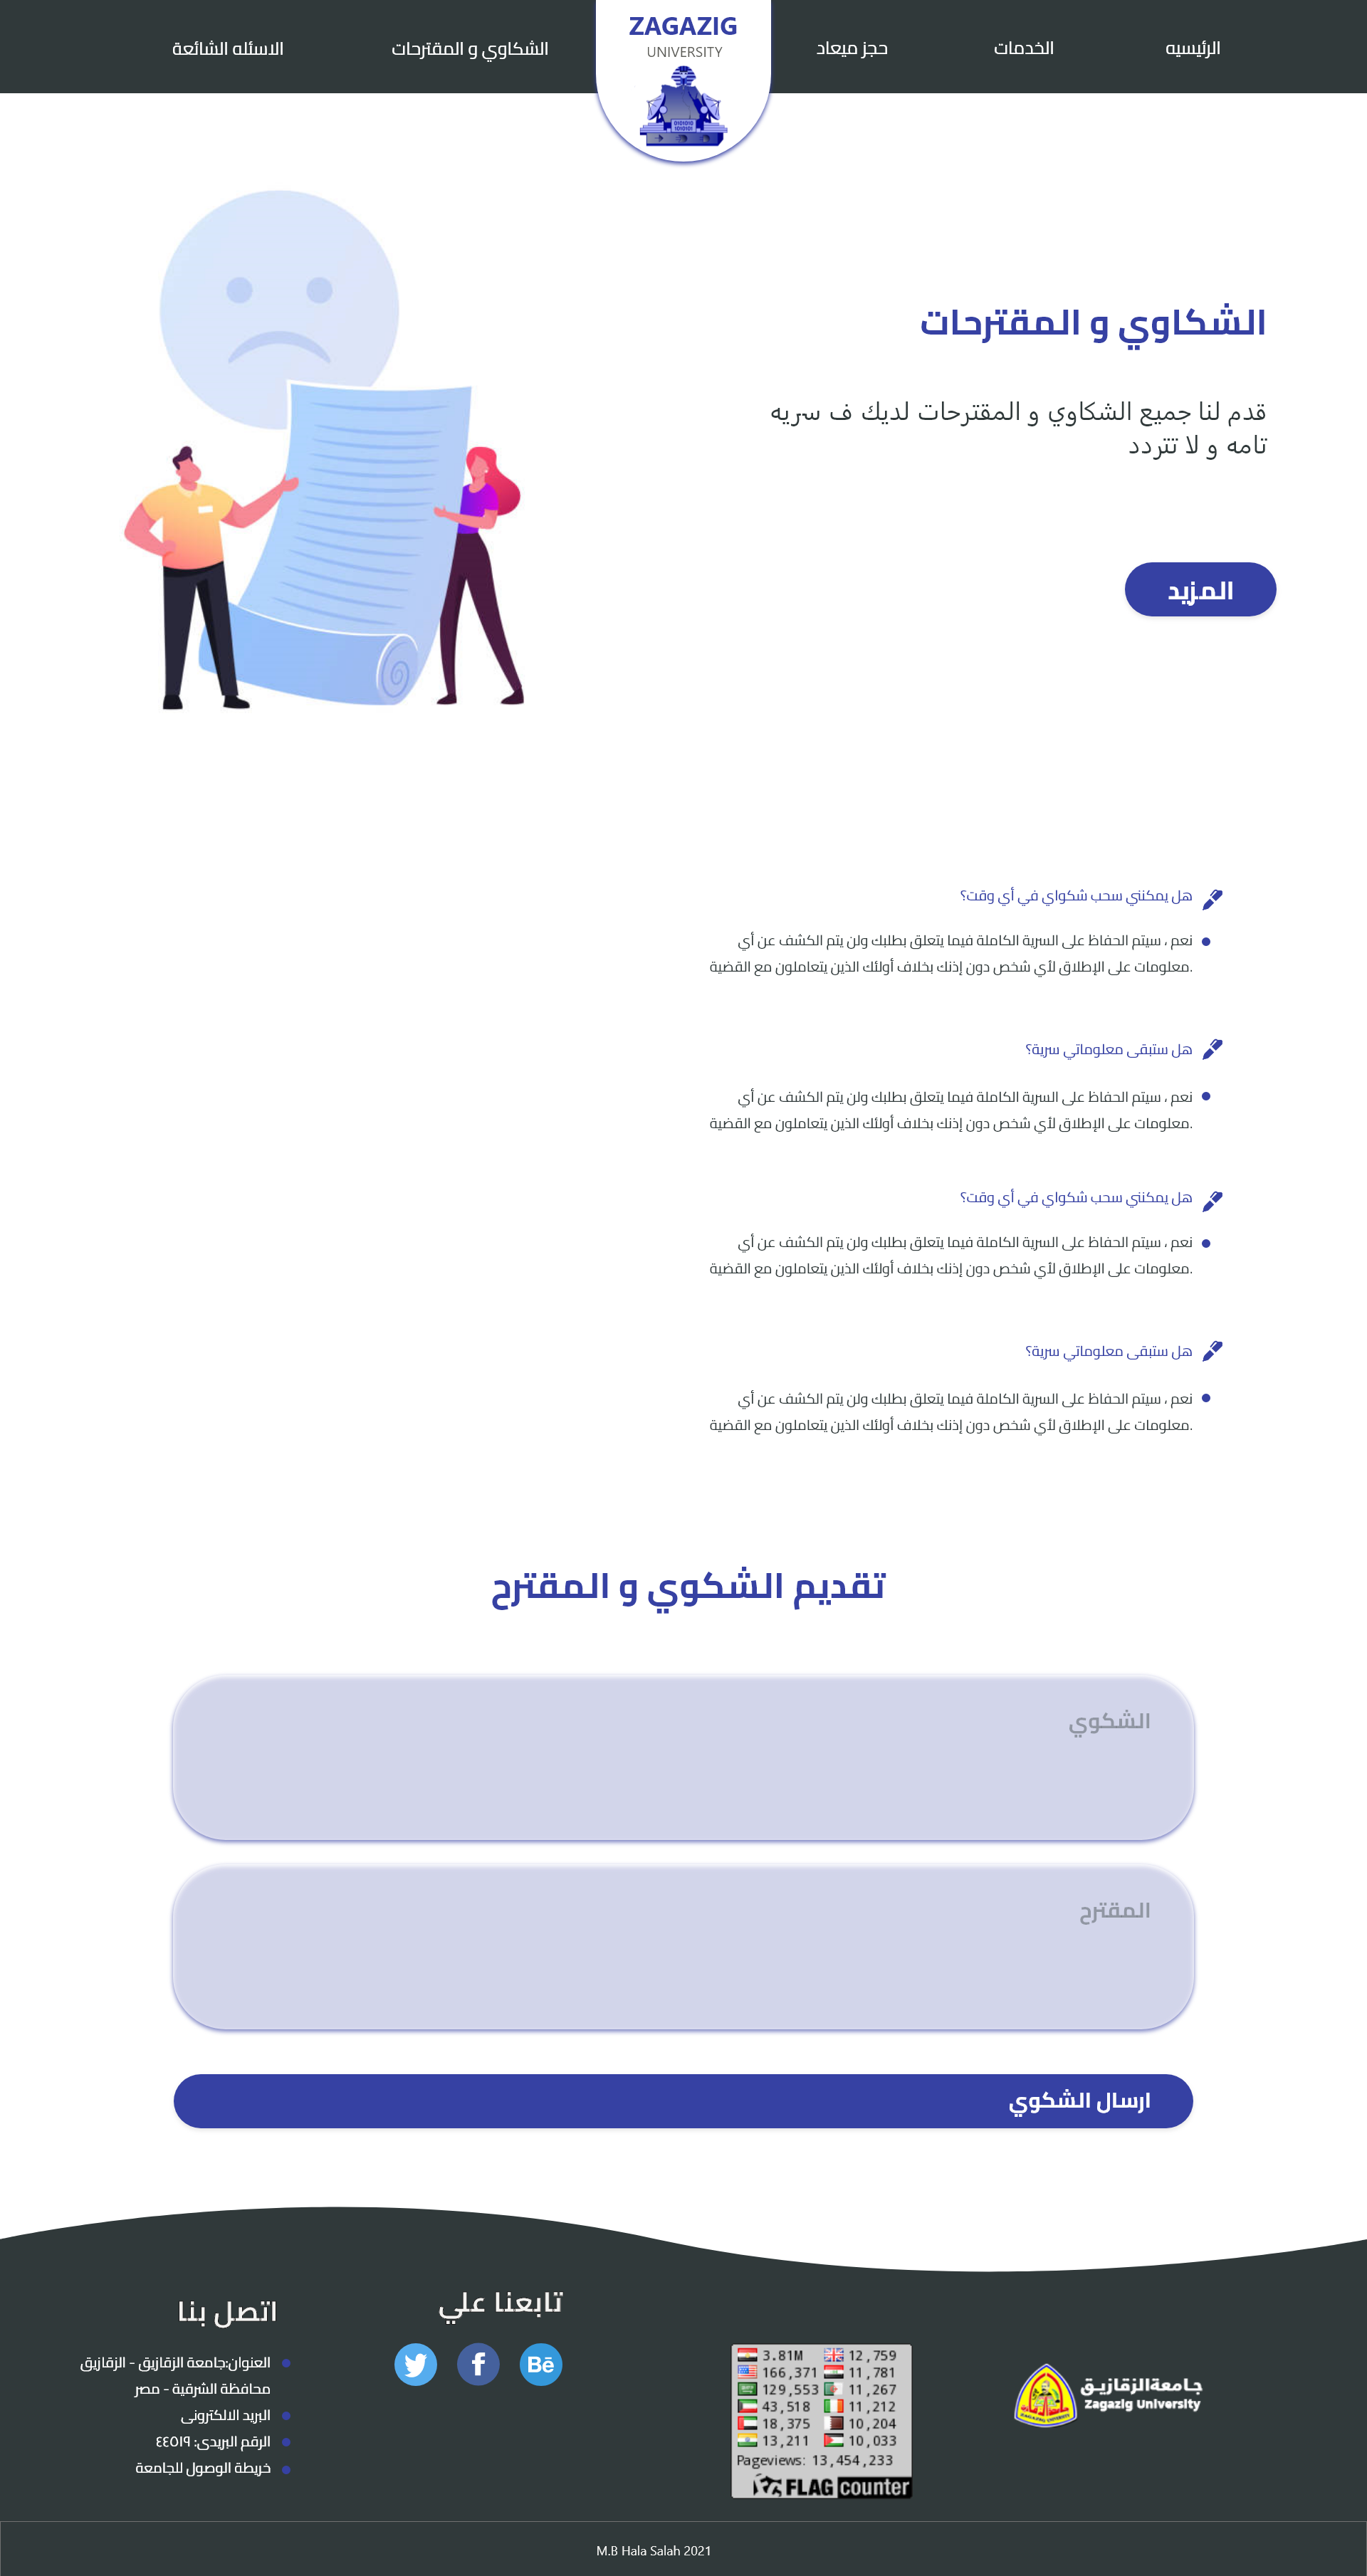 الرئيسيه
الخدمات
حجز ميعاد
ZAGAZIG
UNIVERSITY
الشكاوي و المقترحات
الاسئله الشائعة
الشكاوي و المقترحات
قدم لنا جميع الشكاوي و المقترحات لديك ف سريه
تامه و لا تتردد
المزيد
هل يمكنني سحب شكواي في أي وقت؟
نعم ، سيتم الحفاظ على السرية الكاملة فيما يتعلق بطلبك ولن يتم الكشف عن أي
معلومات على الإطلاق لأي شخص دون إذنك بخلاف أولئك الذين يتعاملون مع القضية.
هل ستبقى معلوماتي سرية؟
نعم ، سيتم الحفاظ على السرية الكاملة فيما يتعلق بطلبك ولن يتم الكشف عن أي
معلومات على الإطلاق لأي شخص دون إذنك بخلاف أولئك الذين يتعاملون مع القضية.
هل يمكنني سحب شكواي في أي وقت؟
نعم ، سيتم الحفاظ على السرية الكاملة فيما يتعلق بطلبك ولن يتم الكشف عن أي
معلومات على الإطلاق لأي شخص دون إذنك بخلاف أولئك الذين يتعاملون مع القضية.
هل ستبقى معلوماتي سرية؟
نعم ، سيتم الحفاظ على السرية الكاملة فيما يتعلق بطلبك ولن يتم الكشف عن أي
معلومات على الإطلاق لأي شخص دون إذنك بخلاف أولئك الذين يتعاملون مع القضية.
تقديم الشكوي و المقترح
الشكوي
المقترح
ارسال الشكوي
جامعة الزقازيق
Zagazig University
ZAGAZIG UNIVERSITY
3.81M 12,759
166,371 11,781
129,553 11,267
43,518 11,212
18,375 10,204
13,211 10,033
Pageviews: 13,454,233
FLAG counter
تابعنا علي
Bē
f
اتصل بنا
العنوان:جامعة الزقازيق - الزقازيق
محافظة الشرقية - مصر
البريد الالكترونى
الرقم البريدى: ٤٤٥١٩
خريطة الوصول للجامعة
M.B Hala Salah 2021